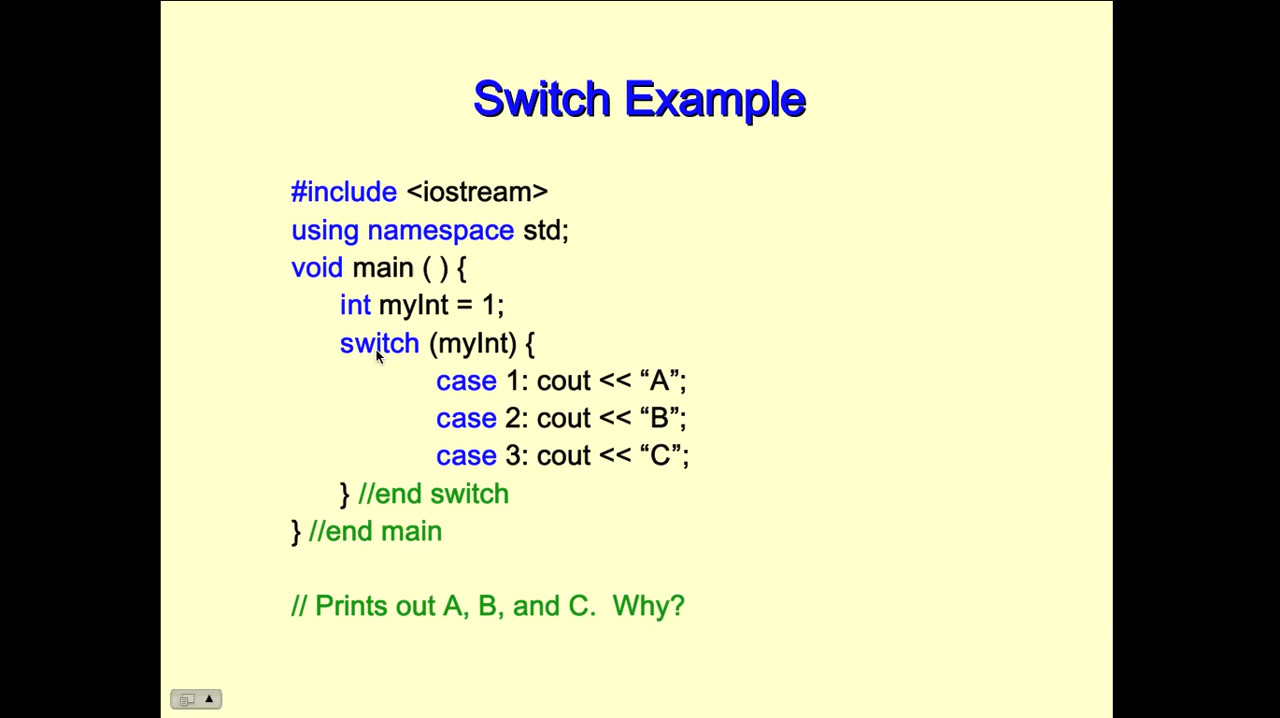 Switch Example
#include <iostream>
using namespace std;
void main ( ) {
int myInt = 1;
switch (myInt) {
case 1: cout << “A”;
case 2: cout << “B”;
case 3: cout << “C”;
} //end switch
} //end main
// Prints out A, B, and C.  Why?